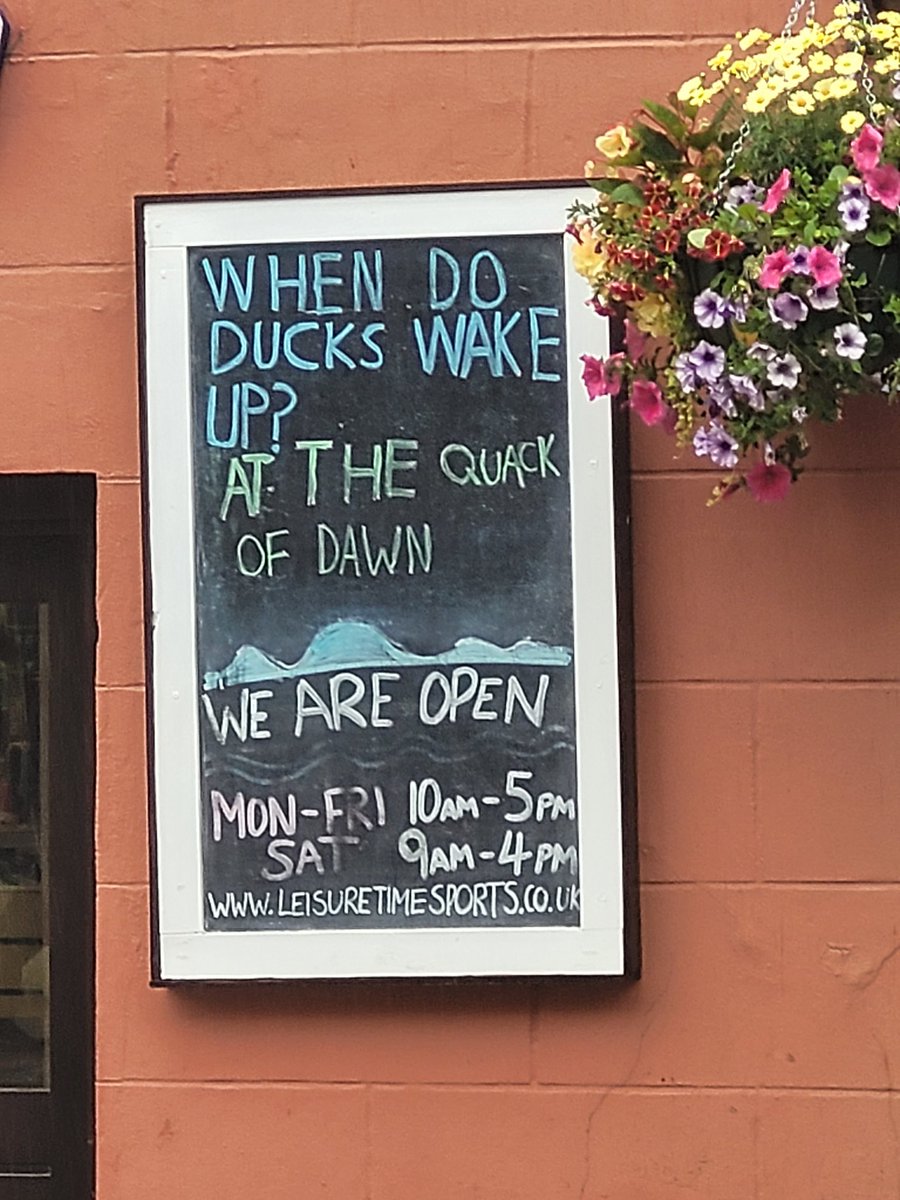 WHEN DO
DUCKS WAKE
UP?
AT THE QUACK
OF DAWN
WE ARE OPEN
MON-FRI 10AM-5PM
SAT 9AM-4PM
WWW.LEISURETIMESPORTS.CO.UK